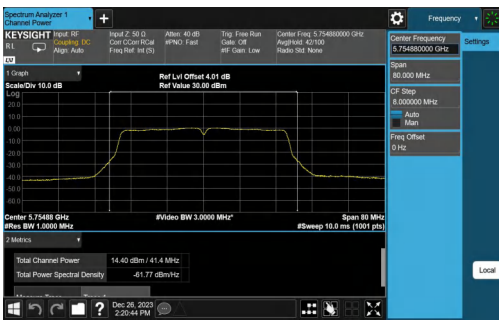 Spectrum Analyzer 1
Channel Power
+
Frequency
KEYSIGHT
Input: RF
Coupling: DC
Align: Auto
Input Z: 50 Ω
Corr CCorr RCal
Freq Ref: Int (S)
Atten: 40 dB
#PNO: Fast
Trig: Free Run
Gate: Off
#IF Gain: Low
Center Freq: 5.754880000 GHz
Avg|Hold: 42/100
Radio Std: None
RL
Center Frequency
5.754880000 GHz
Settings
Span
80.000 MHz
CF Step
8.000000 MHz
Auto
Man
Freq Offset
0 Hz
Local
1 Graph
Scale/Div 10.0 dB
Ref Lvl Offset 4.01 dB
Ref Value 30.00 dBm
Log
20.0
10.0
0.00
-10.0
-20.0
-30.0
-40.0
-50.0
-60.0
Center 5.75488 GHz
#Res BW 1.0000 MHz
#Video BW 3.0000 MHz*
Span 80 MHz
#Sweep 10.0 ms (1001 pts)
2 Metrics
Total Channel Power
14.40 dBm / 41.4 MHz
Total Power Spectral Density
-61.77 dBm/Hz
?
Dec 26, 2023
2:20:44 PM